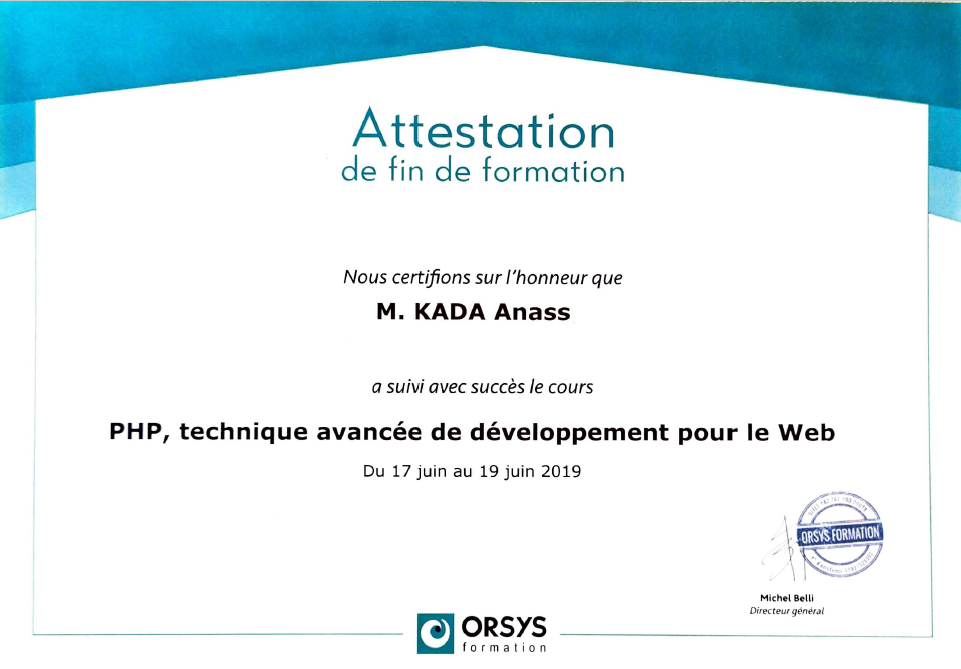 Attestation
de fin de formation
Nous certifions sur l'honneur que
M. KADA Anass
a suivi avec succès le cours
PHP, technique avancée de développement pour le Web
Du 17 juin au 19 juin 2019
ORSYS FORMATION
Michel Belli
Directeur général
ORSYS
formation